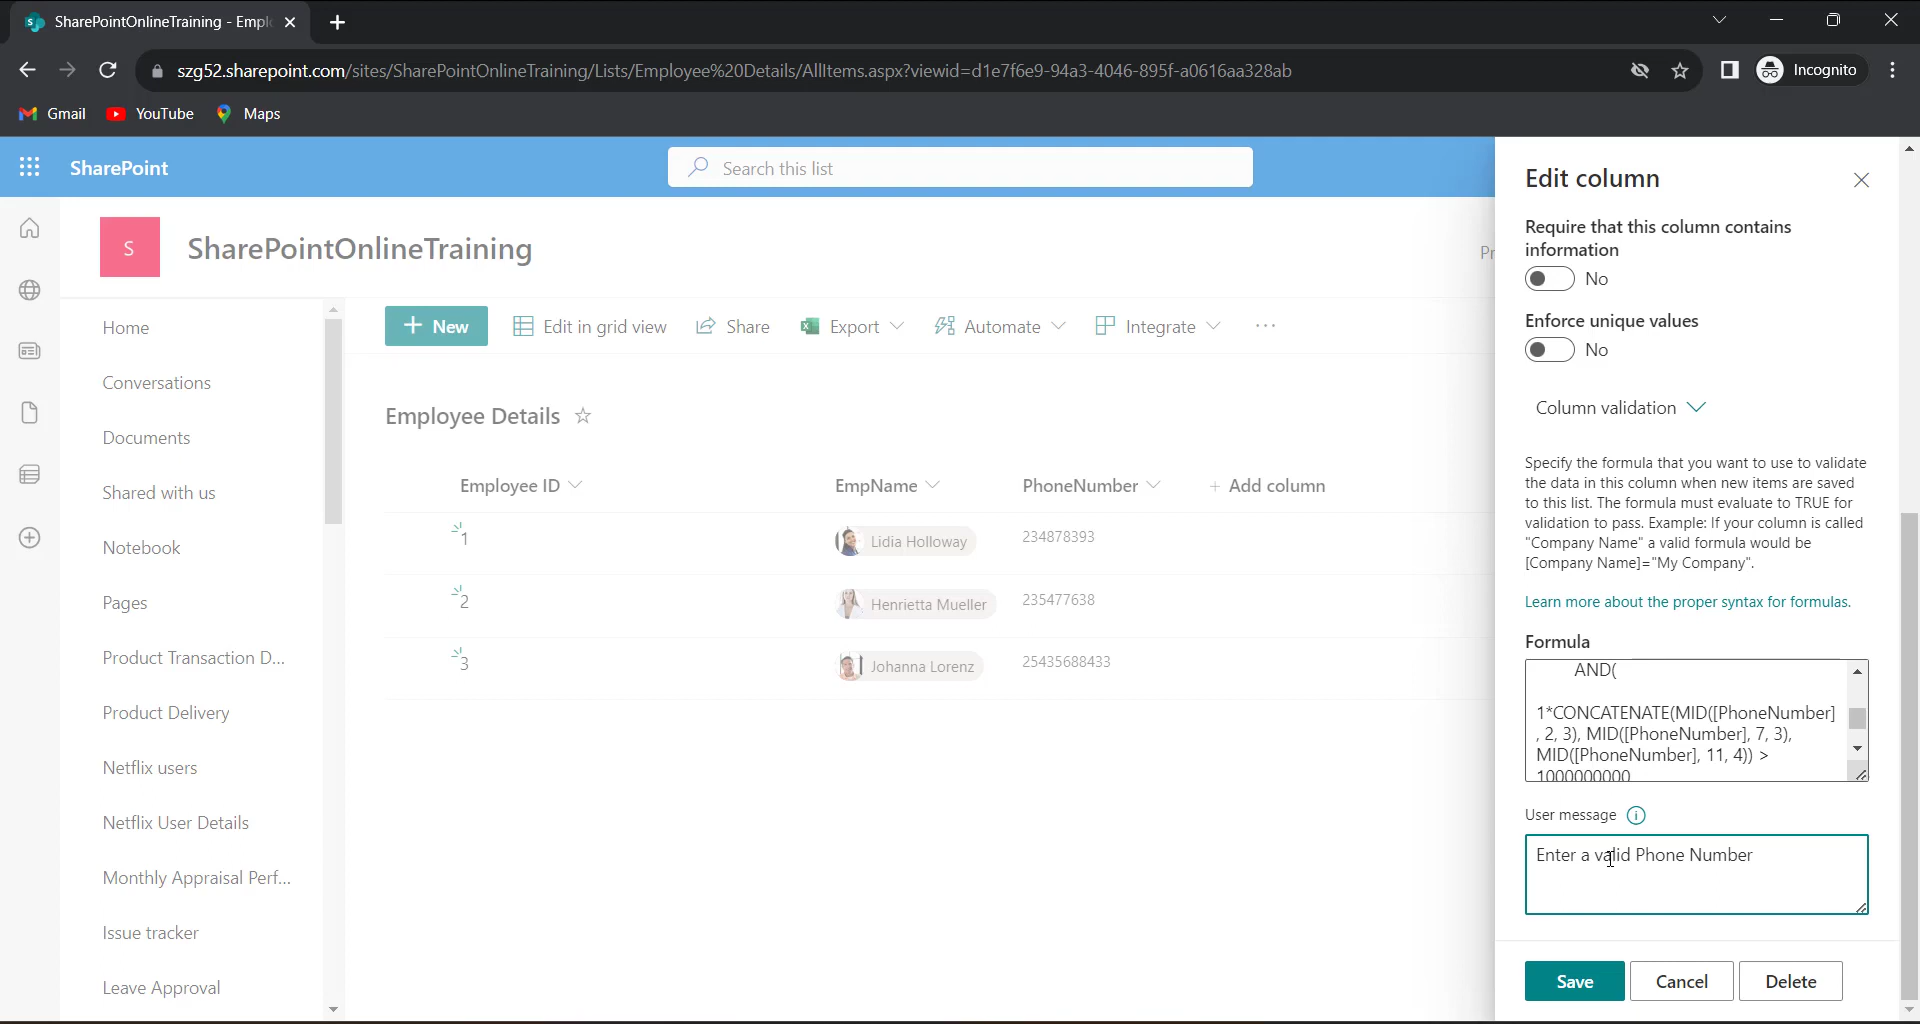 SharePointOnlineTraining - Empl
szg52.sharepoint.com/sites/SharePointOnlineTraining/Lists/Employee%20Details/AllItems.aspx?viewid=d1e7f6e9-94a3-4046-895f-a0616aa328ab
Incognito
Gmail
YouTube
Maps
SharePoint
Search this list
S
SharePointOnlineTraining
Pr
Home
Conversations
Documents
Shared with us
Notebook
Pages
Product Transaction D...
Product Delivery
Netflix users
Netflix User Details
Monthly Appraisal Perf...
Issue tracker
Leave Approval
+ New
Edit in grid view
Share
Export
Automate
Integrate
...
Employee Details
Employee ID
EmpName
PhoneNumber
+ Add column
1
Lidia Holloway
234878393
2
Henrietta Mueller
235477638
3
Johanna Lorenz
25435688433
Edit column
Require that this column contains
information
No
Enforce unique values
No
Column validation
Specify the formula that you want to use to validate
the data in this column when new items are saved
to this list. The formula must evaluate to TRUE for
validation to pass. Example: If your column is called
"Company Name" a valid formula would be
[Company Name]="My Company".
Learn more about the proper syntax for formulas.
Formula
AND(
1*CONCATENATE(MID([PhoneNumber]
, 2, 3), MID([PhoneNumber], 7, 3),
MID([PhoneNumber], 11, 4)) >
1000000000
User message
Enter a valid Phone Number
Save
Cancel
Delete